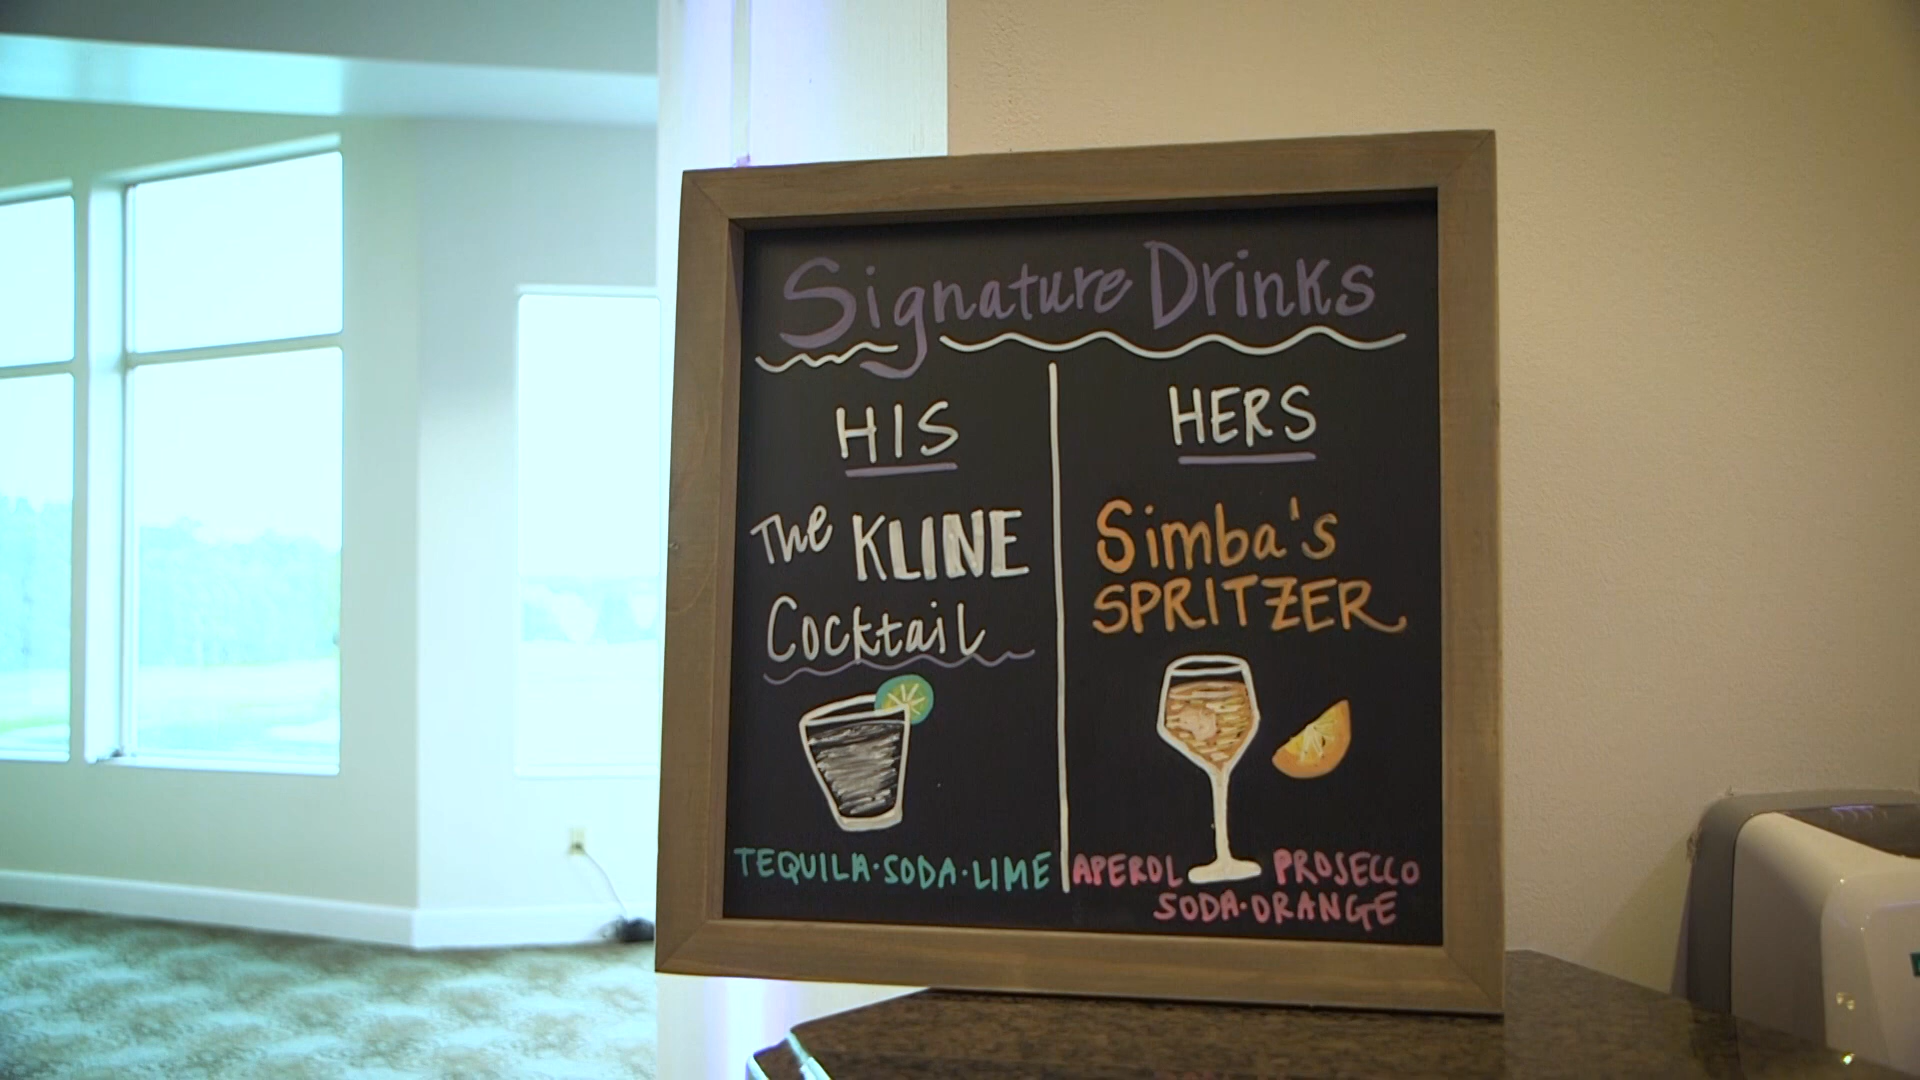 Signature Drinks
HIS
The KLINE
Cocktail
TEQUILA·SODA·LIME
HERS
Simba's
SPRITZER
APEROL PROSECCO
SODA·ORANGE